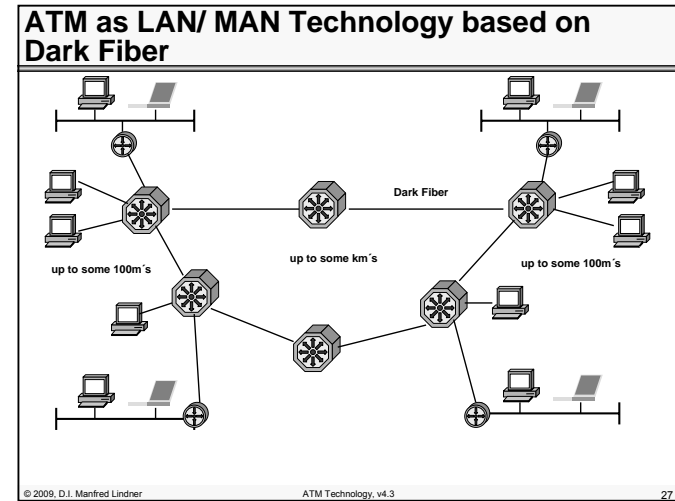 ATM as LAN/ MAN Technology based on
Dark Fiber
Dark Fiber
up to some 100m´s
up to some km´s
up to some 100m´s
© 2009, D.I. Manfred Lindner
ATM Technology, v4.3
27